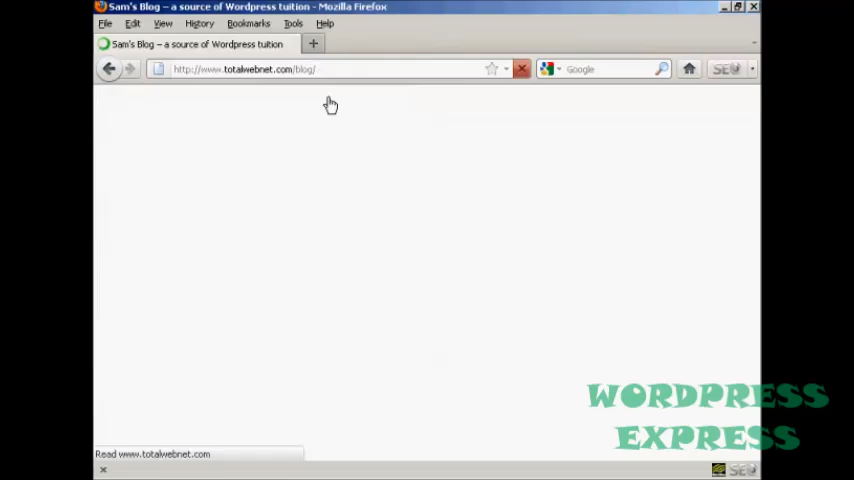 Sam's Blog – a source of Wordpress tuition - Mozilla Firefox
File Edit View History Bookmarks Tools Help
Sam's Blog – a source of Wordpress tuition
http://www.totalwebnet.com/blog/
Google
SEO
WORDPRESS
EXPRESS
Read www.totalwebnet.com
SEO